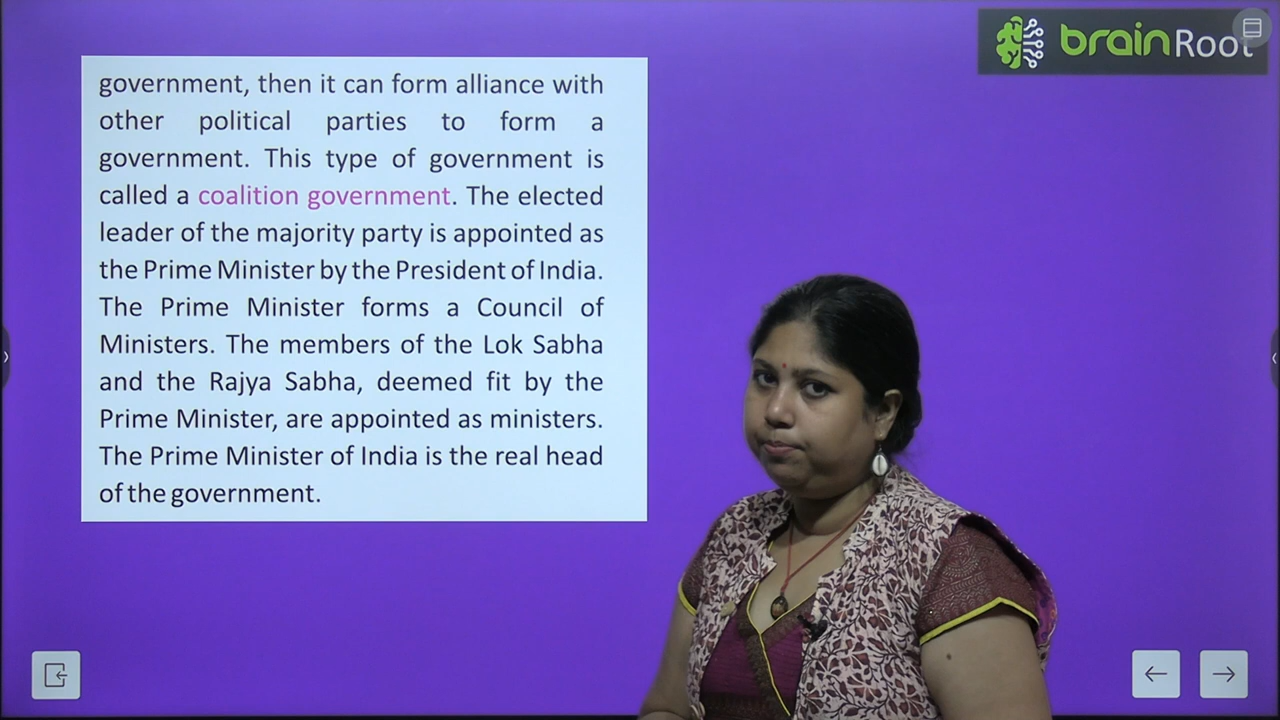 brainRoot
government, then it can form alliance with
other political parties to form a
government. This type of government is
called a coalition government. The elected
leader of the majority party is appointed as
the Prime Minister by the President of India.
The Prime Minister forms a Council of
Ministers. The members of the Lok Sabha
and the Rajya Sabha, deemed fit by the
Prime Minister, are appointed as ministers.
The Prime Minister of India is the real head
of the government.